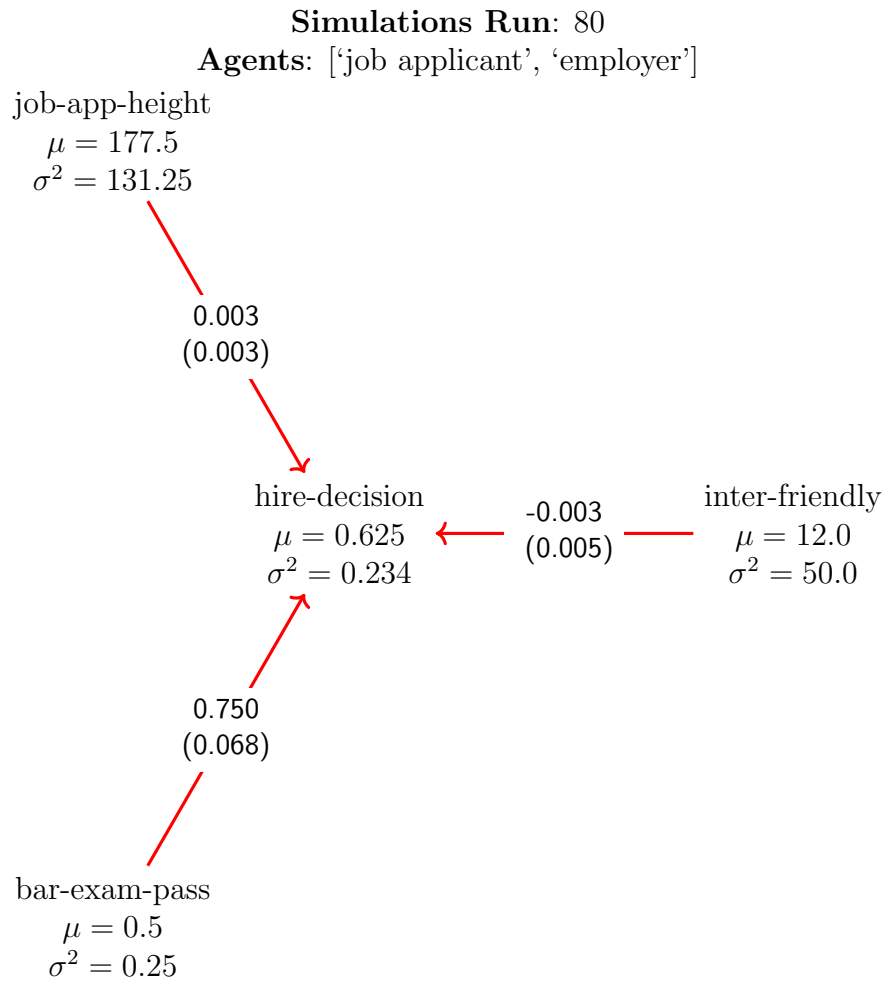 Simulations Run: 80
Agents: [‘job applicant’, ‘employer’]
job-app-height
μ = 177.5
σ² = 131.25
0.003
(0.003)
hire-decision
μ = 0.625
σ² = 0.234
-0.003
(0.005)
inter-friendly
μ = 12.0
σ² = 50.0
0.750
(0.068)
bar-exam-pass
μ = 0.5
σ² = 0.25